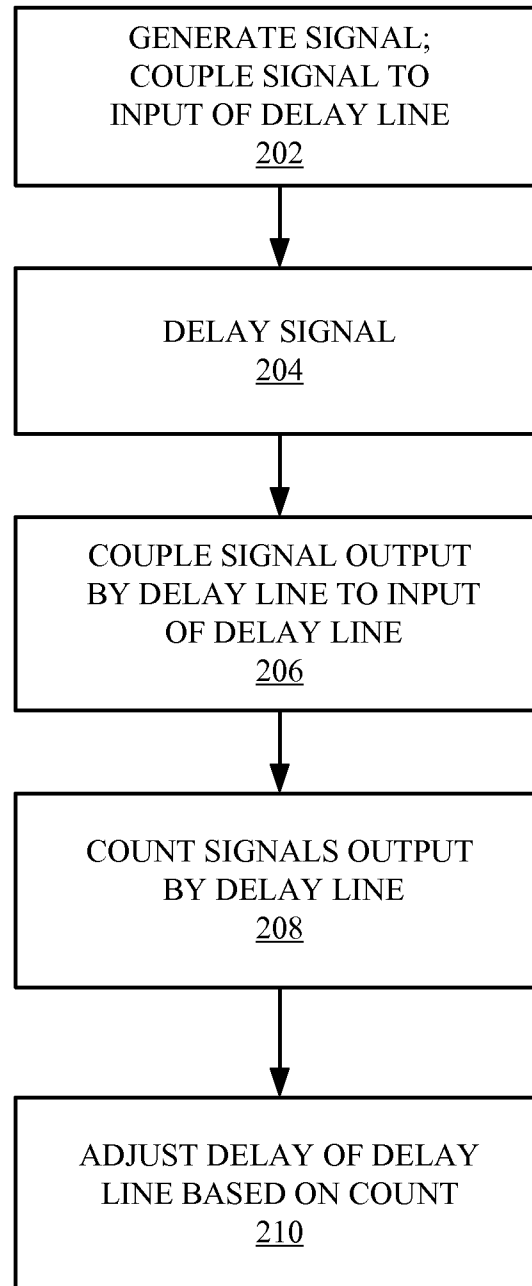 GENERATE SIGNAL;
COUPLE SIGNAL TO
INPUT OF DELAY LINE
202
DELAY SIGNAL
204
COUPLE SIGNAL OUTPUT
BY DELAY LINE TO INPUT
OF DELAY LINE
206
COUNT SIGNALS OUTPUT
BY DELAY LINE
208
ADJUST DELAY OF DELAY
LINE BASED ON COUNT
210